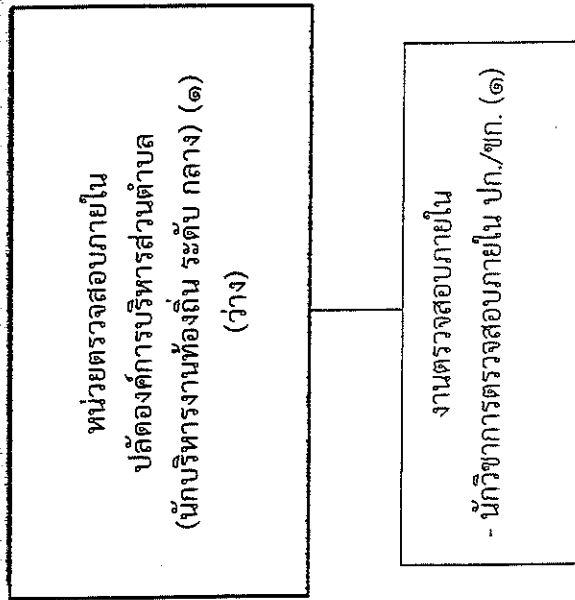 หน่วยตรวจสอบภายใน
ปลัดองค์การบริหารส่วนตำบล
(นักบริหารงานท้องถิ่น ระดับ กลาง) (๑)
(ว่าง)
งานตรวจสอบภายใน
- นักวิชาการตรวจสอบภายใน ปก./ชก. (๑)